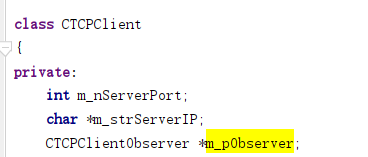 class CTCPClient
{
private:
int m_nServerPort;
char *m_strServerIP;
CTCPClientObserver *m_pObserver;